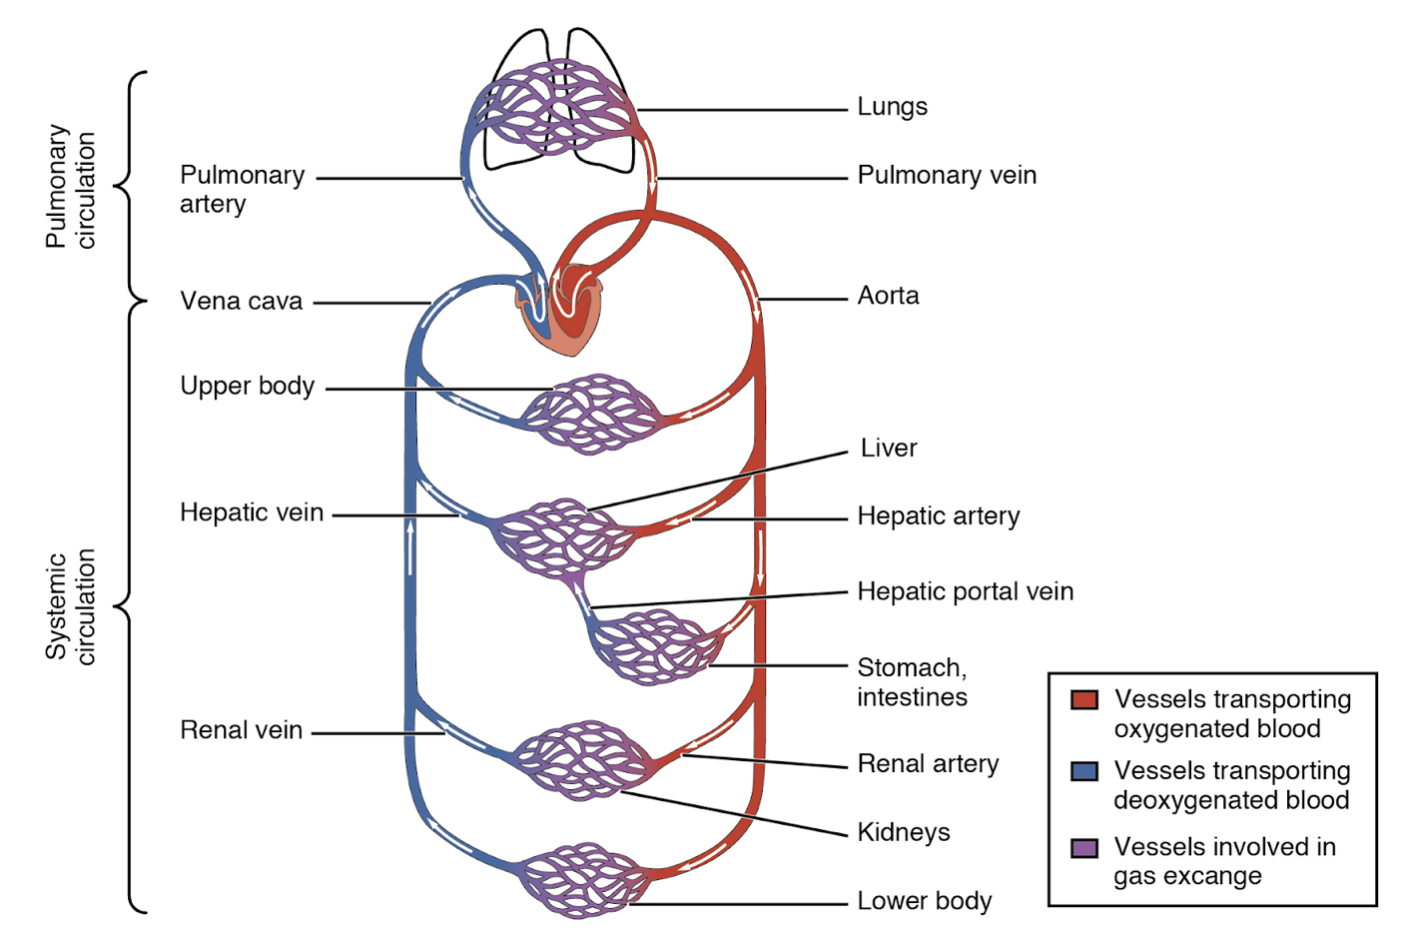 Pulmonary
circulation
Systemic
circulation
Pulmonary
artery
Vena cava
Upper body
Hepatic vein
Renal vein
Lungs
Pulmonary vein
Aorta
Liver
Hepatic artery
Hepatic portal vein
Stomach,
intestines
Renal artery
Kidneys
Lower body
Vessels transporting
oxygenated blood
Vessels transporting
deoxygenated blood
Vessels involved in
gas excange